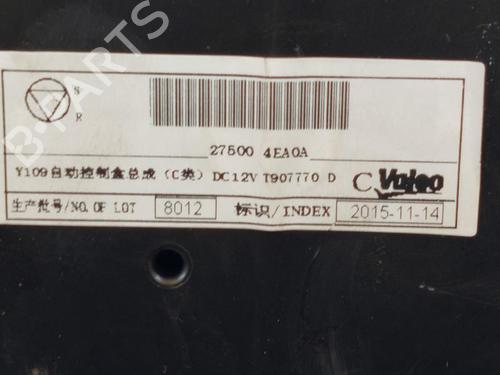 S
R
27500 4EA0A
Y109自动控制盒总成 (C类) DC12V T907770 D C Valeo
生产批号/NO.OF LOT 8012 标识/INDEX 2015-11-14
B-PARTS